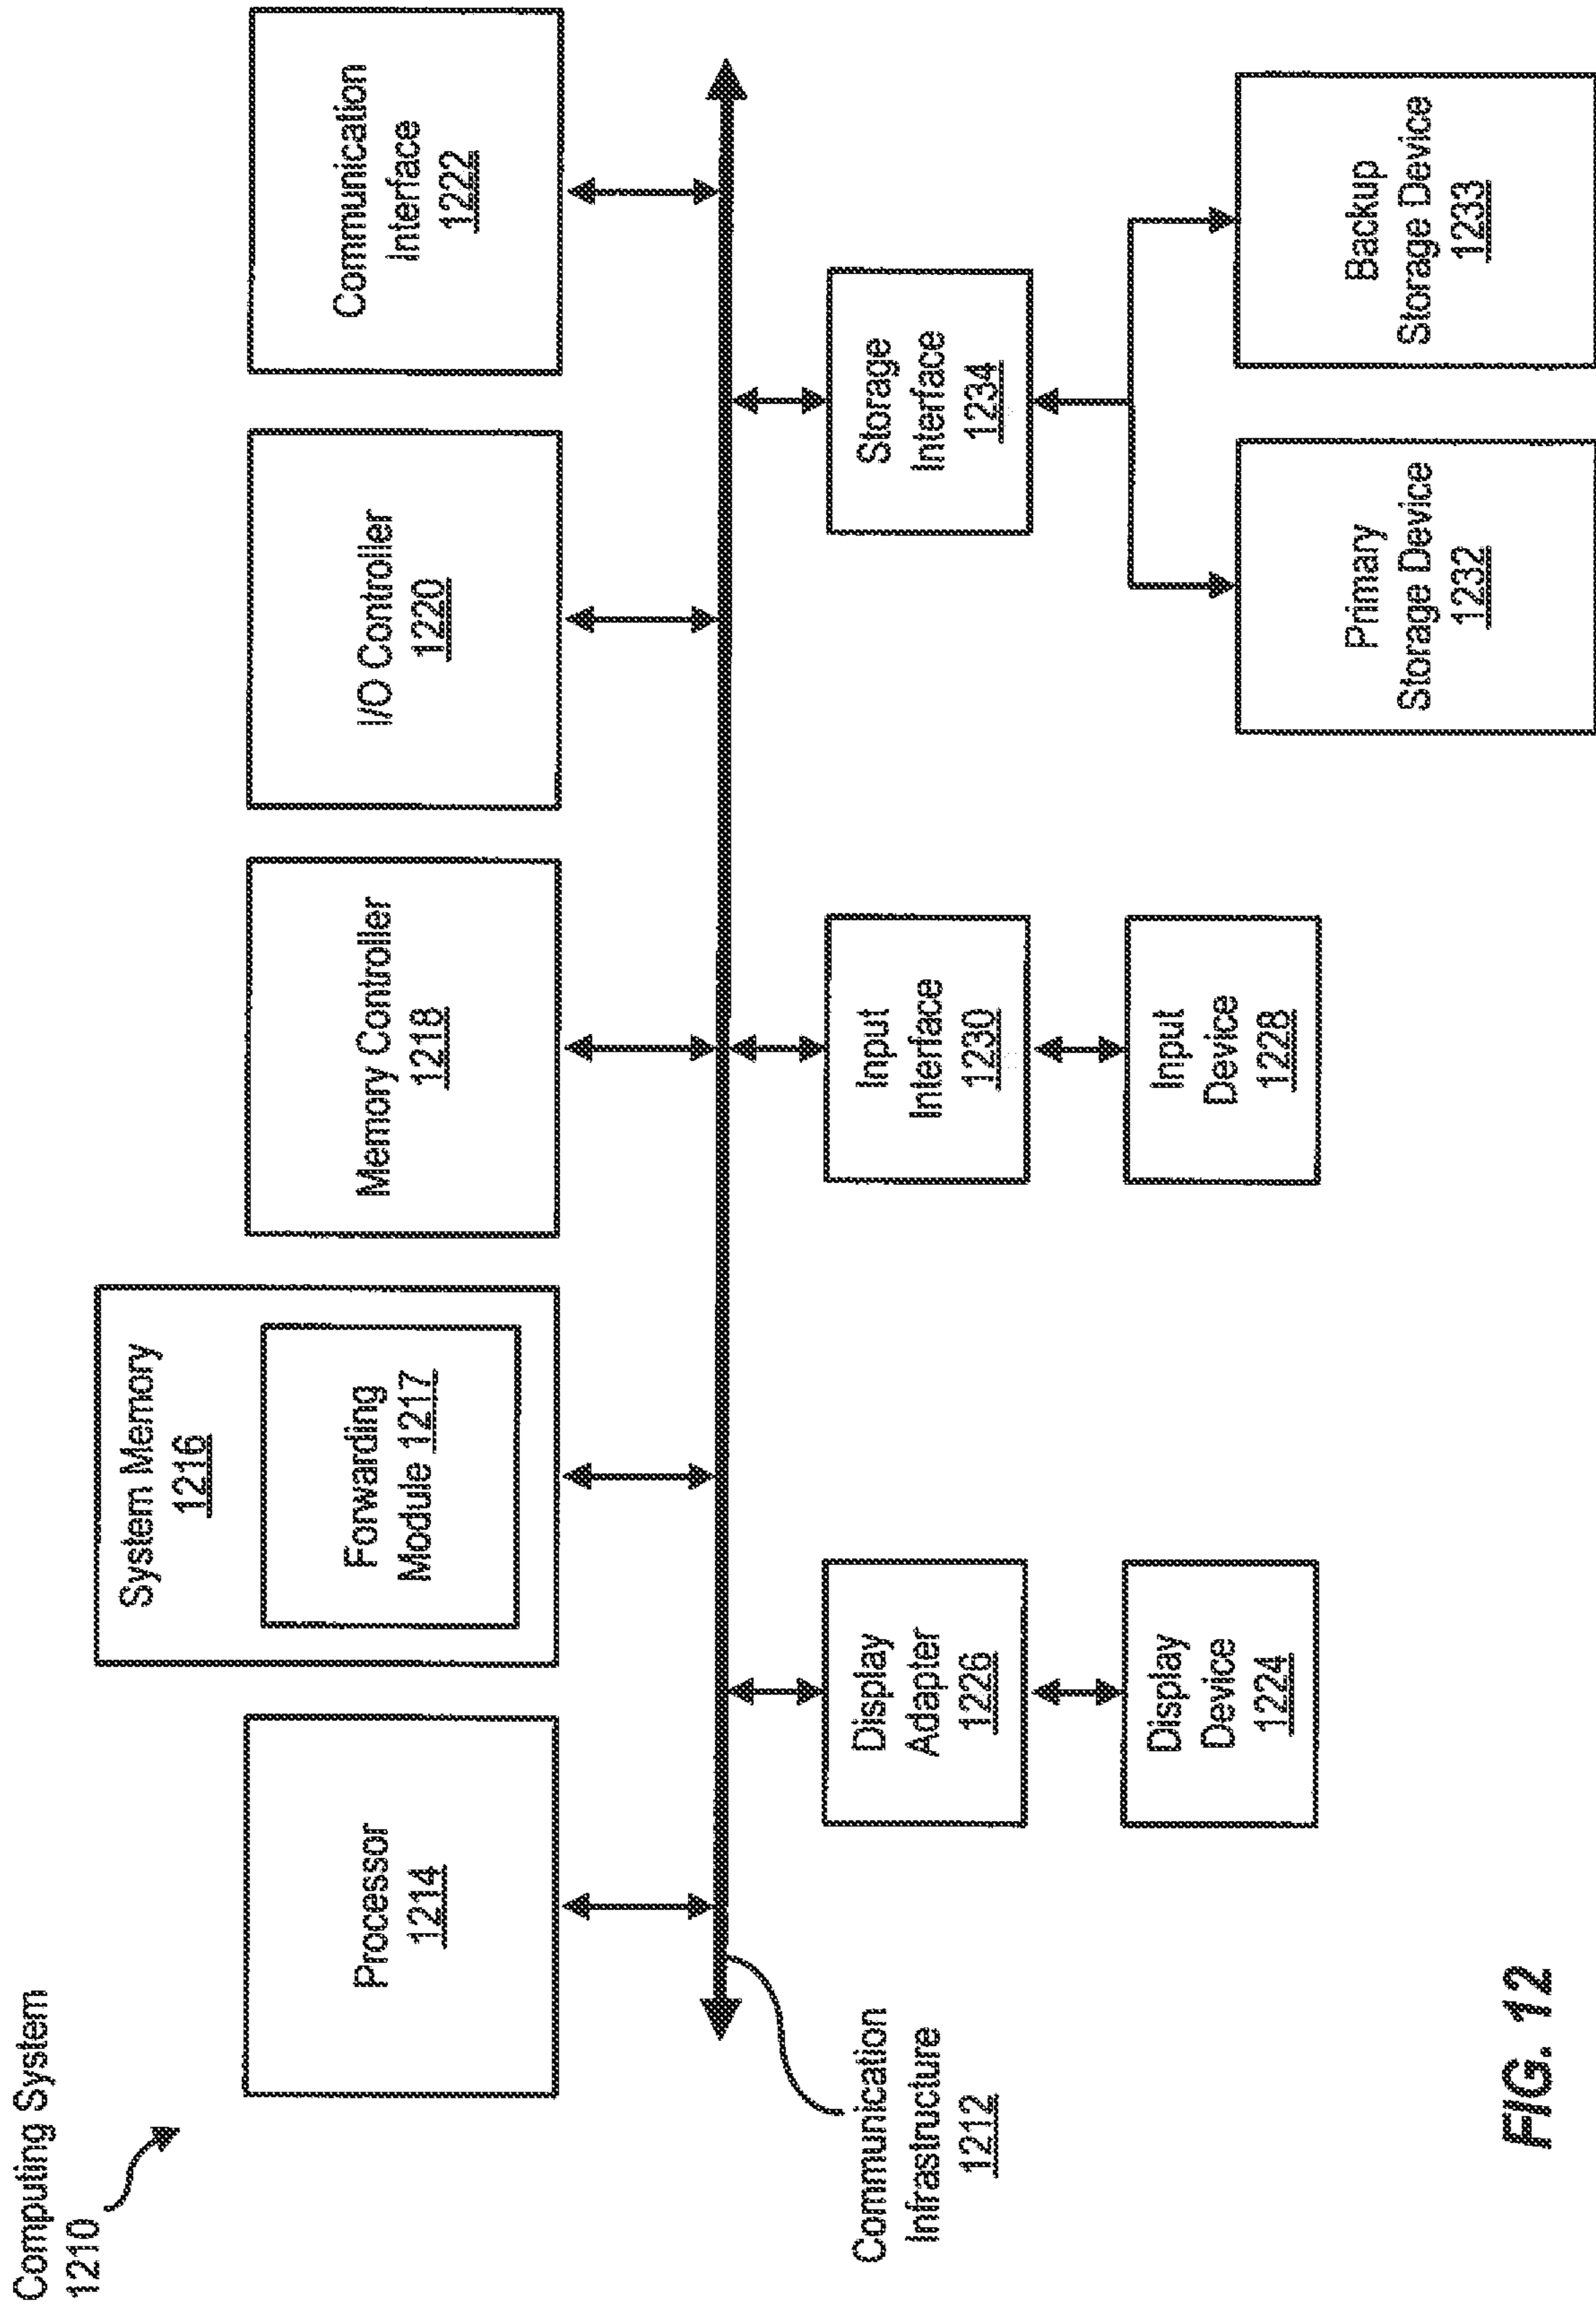 Computing System
1210
Processor
1214
System Memory
1216
Forwarding
Module 1217
Memory Controller
1218
I/O Controller
1220
Communication
Interface
1222
Communication
Infrastructure
1212
Display
Adapter
1226
Display
Device
1224
Input
Interface
1230
Input
Device
1228
Storage
Interface
1234
Primary
Storage Device
1232
Backup
Storage Device
1233
FIG. 12